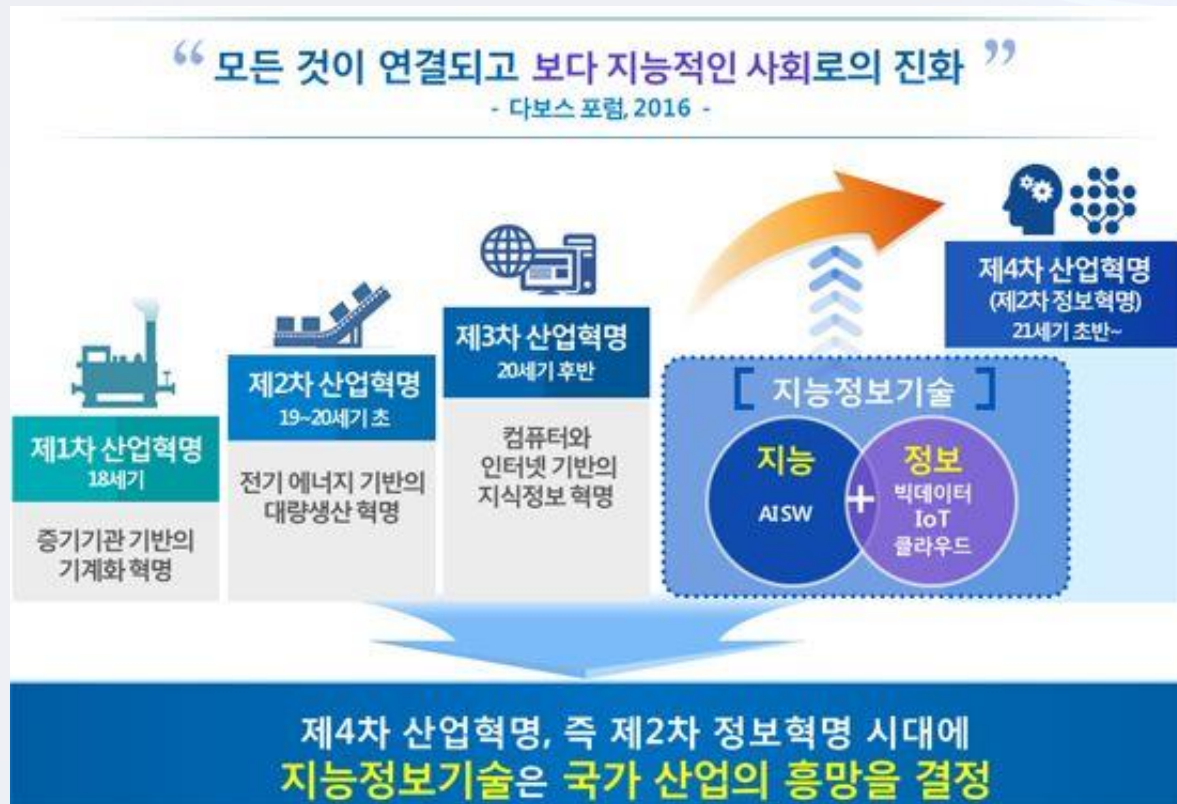 “ 모든 것이 연결되고 보다 지능적인 사회로의 진화 ”
- 다보스 포럼, 2016 -
제1차 산업혁명
18세기
증기기관 기반의
기계화 혁명
제2차 산업혁명
19~20세기 초
전기 에너지 기반의
대량생산 혁명
제3차 산업혁명
20세기 후반
컴퓨터와
인터넷 기반의
지식정보 혁명
[ 지능정보기술 ]
지능
AI SW
+
정보
빅데이터
IoT
클라우드
제4차 산업혁명
(제2차 정보혁명)
21세기 초반~
제4차 산업혁명, 즉 제2차 정보혁명 시대에
지능정보기술은 국가 산업의 흥망을 결정